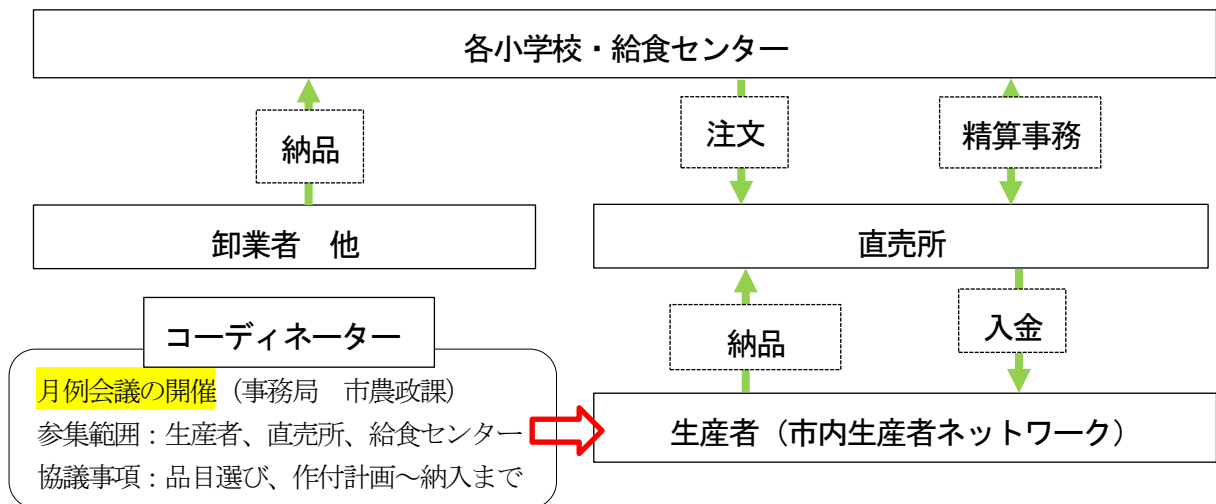 各小学校・給食センター
納品
注文
精算事務
卸業者　他
直売所
コーディネーター
納品
入金
月例会議の開催（事務局　市農政課）
参集範囲：生産者、直売所、給食センター
協議事項：品目選び、作付計画～納入まで
生産者（市内生産者ネットワーク）